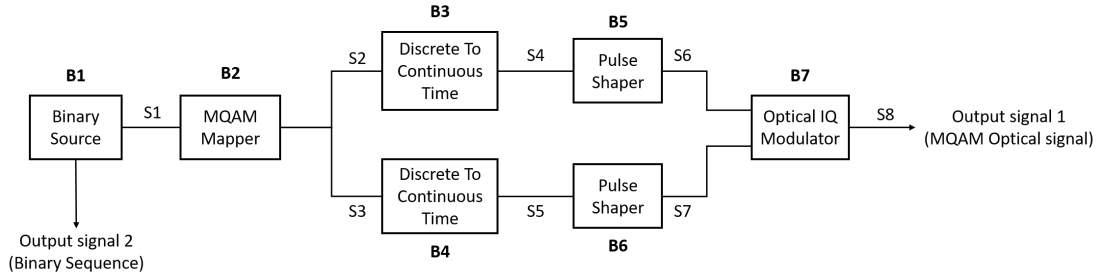 B1
Binary
Source
S1
Output signal 2
(Binary Sequence)
B2
MQAM
Mapper
S2
S3
B3
Discrete To
Continuous
Time
S4
Discrete To
Continuous
Time
B4
S5
B5
Pulse
Shaper
S6
Pulse
Shaper
B6
S7
B7
Optical IQ
Modulator
S8
Output signal 1
(MQAM Optical signal)